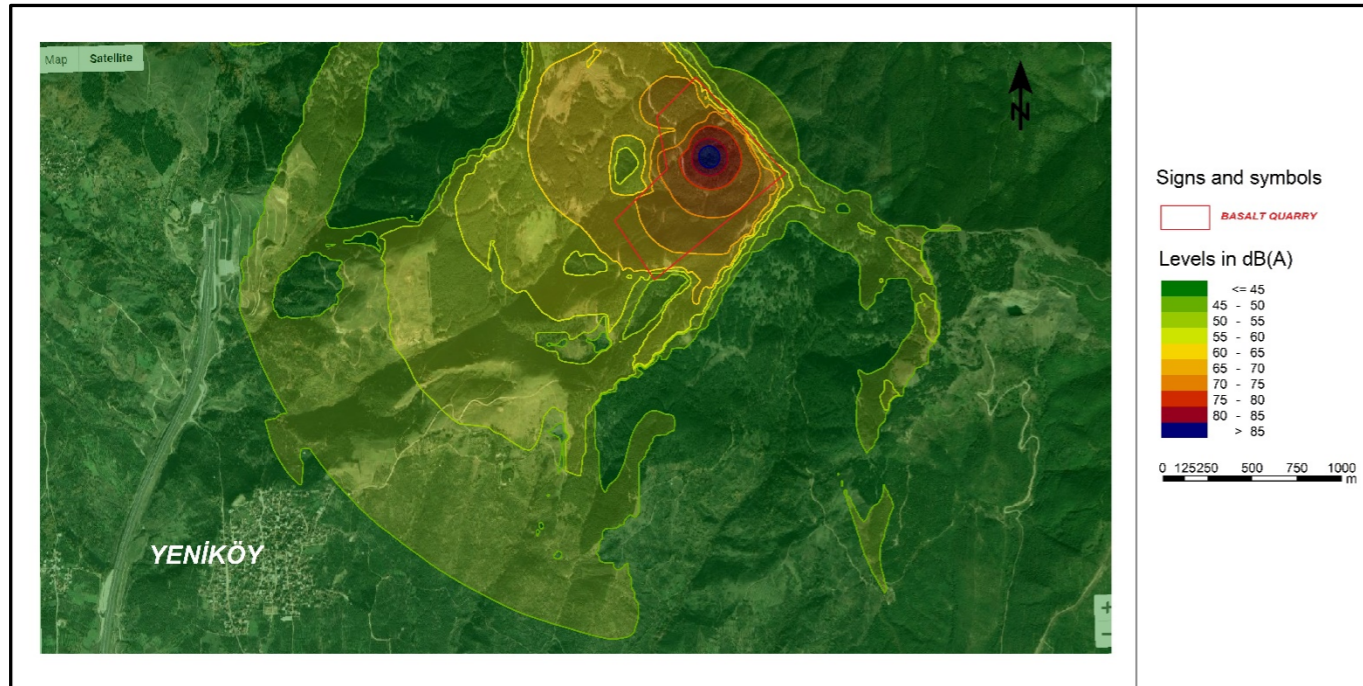 Map Satellite
N
YENİKÖY
+
−
Signs and symbols
BASALT QUARRY
Levels in dB(A)
<= 45
45 - 50
50 - 55
55 - 60
60 - 65
65 - 70
70 - 75
75 - 80
80 - 85
> 85
0 125250 500 750 1000
m